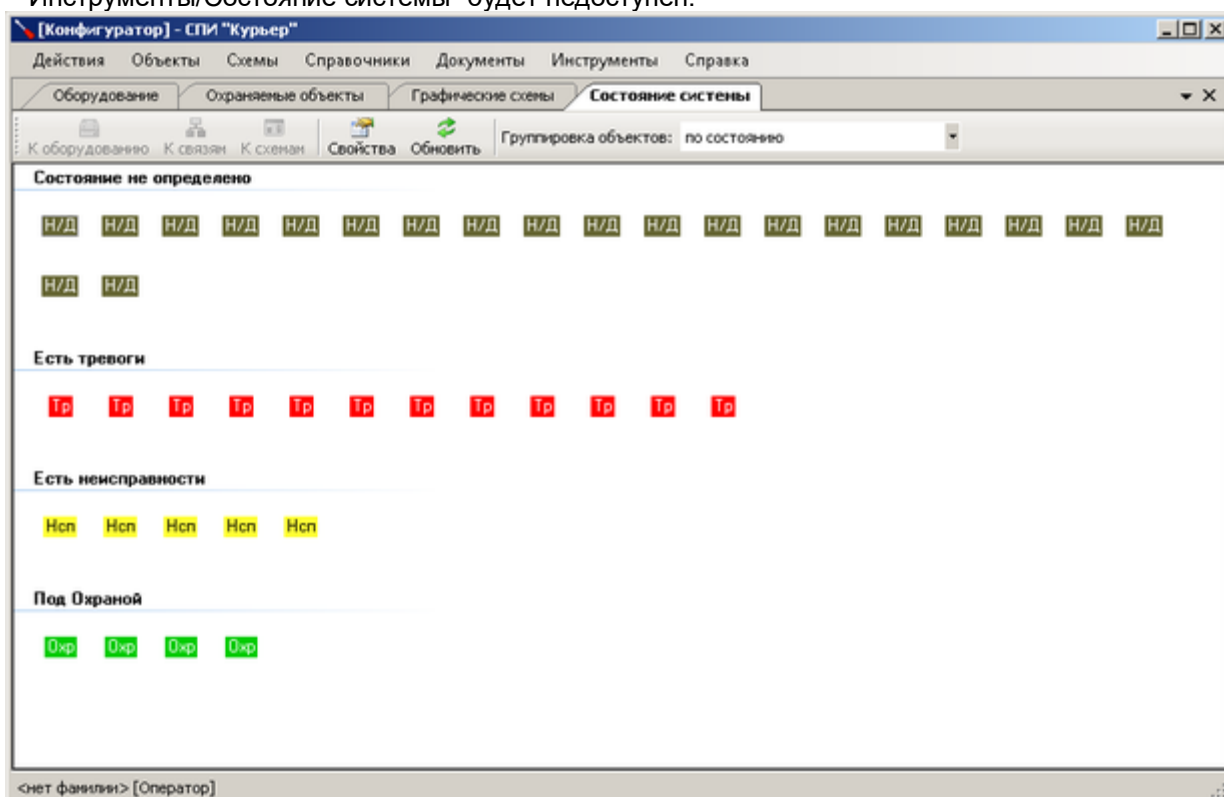 "Инструменты/Состояние системы" будет недоступен.
[Конфигуратор] - СПИ "Курьер"
Действия Объекты Схемы Справочники Документы Инструменты Справка
Оборудование Охраняемые объекты Графические схемы Состояние системы
К оборудованию К связям К схемам Свойства Обновить Группировка объектов: по состоянию
Состояние не определено
Н/Д Н/Д Н/Д Н/Д Н/Д Н/Д Н/Д Н/Д Н/Д Н/Д Н/Д Н/Д Н/Д Н/Д Н/Д Н/Д Н/Д Н/Д Н/Д
Н/Д Н/Д
Есть тревоги
Тр Тр Тр Тр Тр Тр Тр Тр Тр Тр Тр Тр
Есть неисправности
Нсп Нсп Нсп Нсп Нсп
Под Охраной
Охр Охр Охр Охр
<нет фамилии> [Оператор]